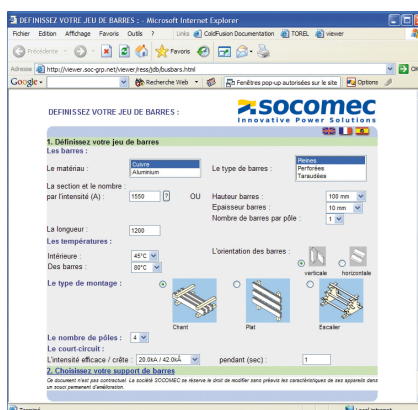 DEFINISSEZ VOTRE JEU DE BARRES : - Microsoft Internet Explorer
Fichier Edition Affichage Favoris Outils ? Links ColdFusion Documentation TOREL viewer
Précédente Rechercher Favoris
Adresse http://viewer.soc-grp.net/viewer/ress/jdb/busbars.html OK
Google Recherche Web Fenêtres pop-up autorisées sur le site Options
DEFINISSEZ VOTRE JEU DE BARRES :
socomec
Innovative Power Solutions
1. Définissez votre jeu de barres
Les barres :
Le matériau : Cuivre Aluminium Le type de barres : Pleines Perforées Taraudées
La section et le nombre :
par l'intensité (A) : 1550 ? OU Hauteur barres : 100 mm
Epaisseur barres : 10 mm
Nombre de barres par pôle : 1
La longueur : 1200
Les températures :
Intérieure : 45°C L'orientation des barres :
Des barres : 80°C verticale horizontale
Le type de montage :
Chant Plat Escalier
Le nombre de pôles : 4
Le court-circuit :
L'intensité efficace / crête : 20.0kA / 42.0kA pendant (sec) : 1
2. Choisissez votre support de barres
Ce document n'est pas contractuel. La société SOCOMEC se réserve le droit de modifier sans préavis les caractéristiques de ses appareils dans
un souci permanent d'amélioration.
Terminé Local intranet